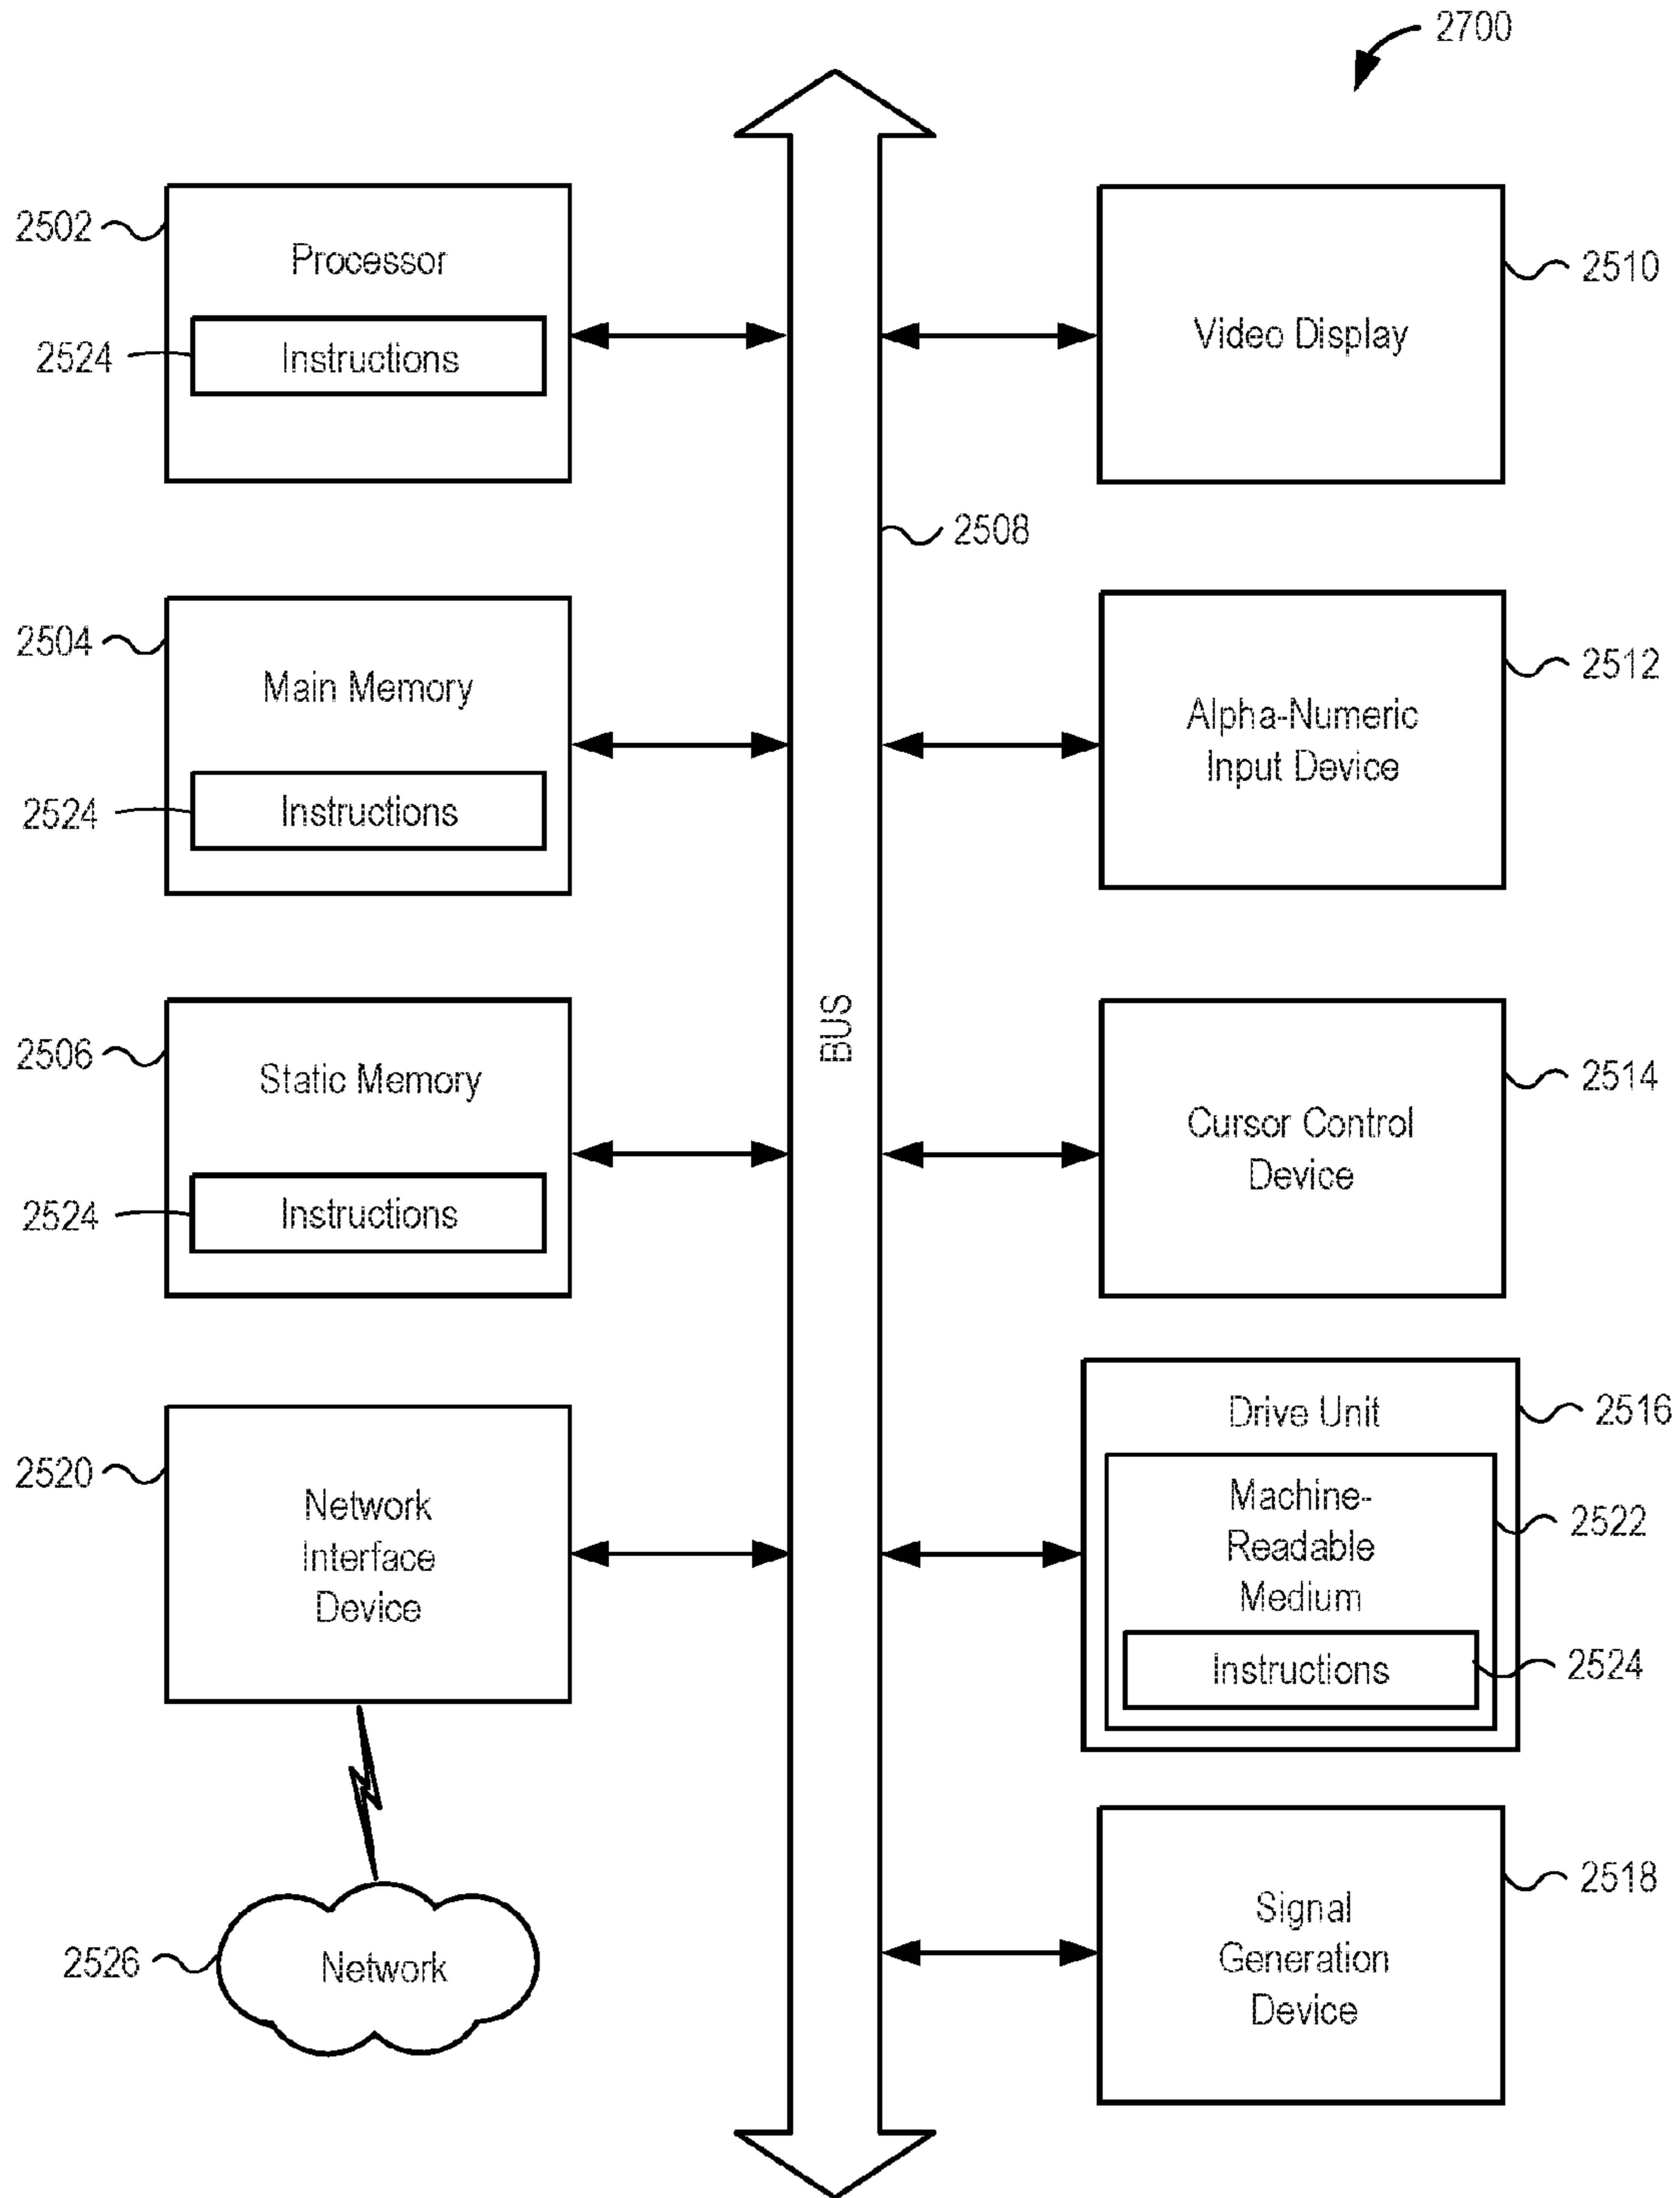 2700
2502
Processor
2524
Instructions
2510
Video Display
2508
2504
Main Memory
2524
Instructions
2512
Alpha-Numeric
Input Device
BUS
2506
Static Memory
2524
Instructions
2514
Cursor Control
Device
2520
Network
Interface
Device
2516
Drive Unit
2522
Machine-
Readable
Medium
2524
Instructions
2526
Network
2518
Signal
Generation
Device